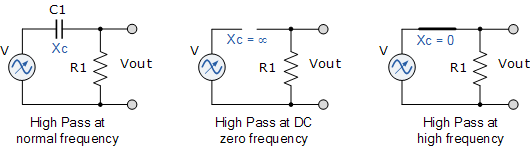 C1
V
Xc
R1
Vout
High Pass at
normal frequency
V
Xc = ∞
R1
Vout
High Pass at DC
zero frequency
V
Xc = 0
R1
Vout
High Pass at
high frequency